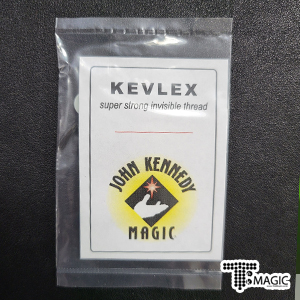 KEVLEX
super strong invisible thread
JOHN KENNEDY
MAGIC
T.MAGIC